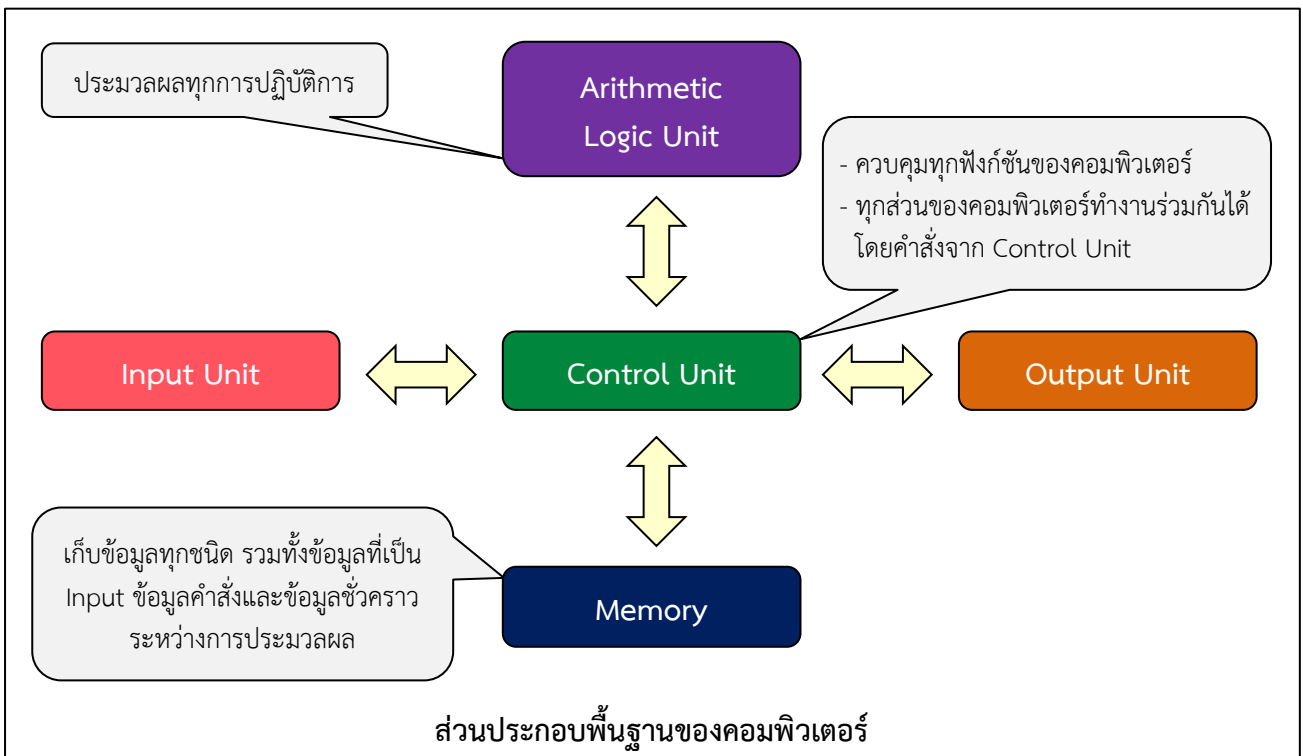 ประมวลผลทุกการปฏิบัติการ
Arithmetic
Logic Unit
- ควบคุมทุกฟังก์ชันของคอมพิวเตอร์
- ทุกส่วนของคอมพิวเตอร์ทำงานร่วมกันได้
โดยคำสั่งจาก Control Unit
Input Unit
Control Unit
Output Unit
เก็บข้อมูลทุกชนิด รวมทั้งข้อมูลที่เป็น
Input ข้อมูลคำสั่งและข้อมูลชั่วคราว
ระหว่างการประมวลผล
Memory
ส่วนประกอบพื้นฐานของคอมพิวเตอร์